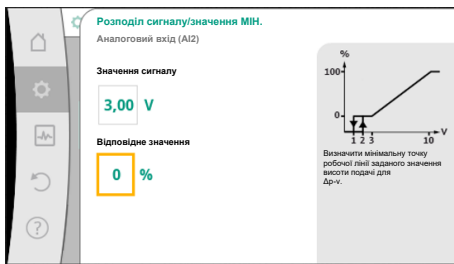 Розподіл сигналу/значення МІН.
Аналоговий вхід (AI2)
Значення сигналу
3,00 V
Відповідне значення
0 %
%
100
0
1 2 3 10
V
Визначити мінімальну точку
робочої лінії заданого значення
висоти подачі для
Δp-v.
?